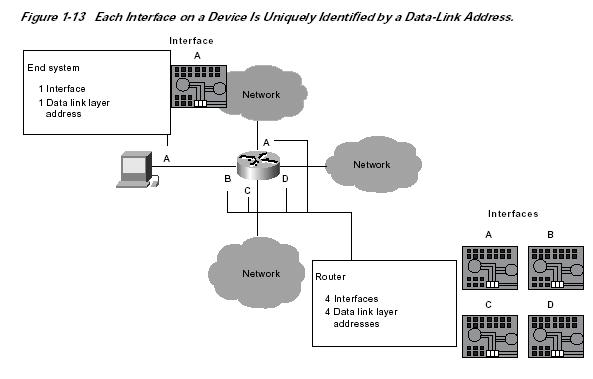 Figure 1-13 Each Interface on a Device Is Uniquely Identified by a Data-Link Address.
Interface
A
End system
1 Interface
1 Data link layer
address
Network
A
A
Network
B
D
C
Interfaces
A
B
Network
Router
4 Interfaces
4 Data link layer
addresses
C
D